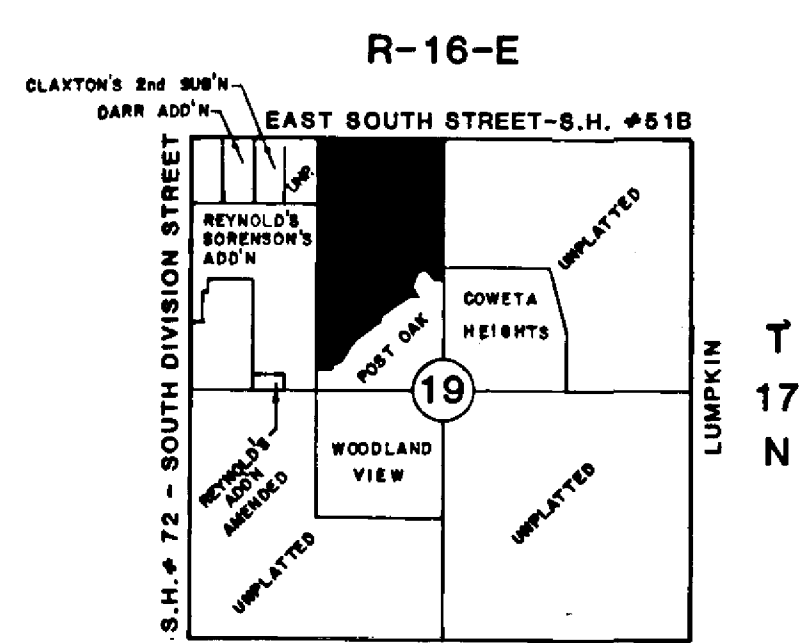 R-16-E
CLAXTON'S 2nd SUB'N
DARR ADD'N
EAST SOUTH STREET-S.H. #51B
UNP.
REYNOLD'S
SORENSON'S
ADD'N
UNPLATTED
COWETA
HEIGHTS
POST OAK
19
S.H.# 72 - SOUTH DIVISION STREET
LUMPKIN
T
17
N
REYNOLD'S
ADD'N
AMENDED
WOODLAND
VIEW
UNPLATTED
UNPLATTED